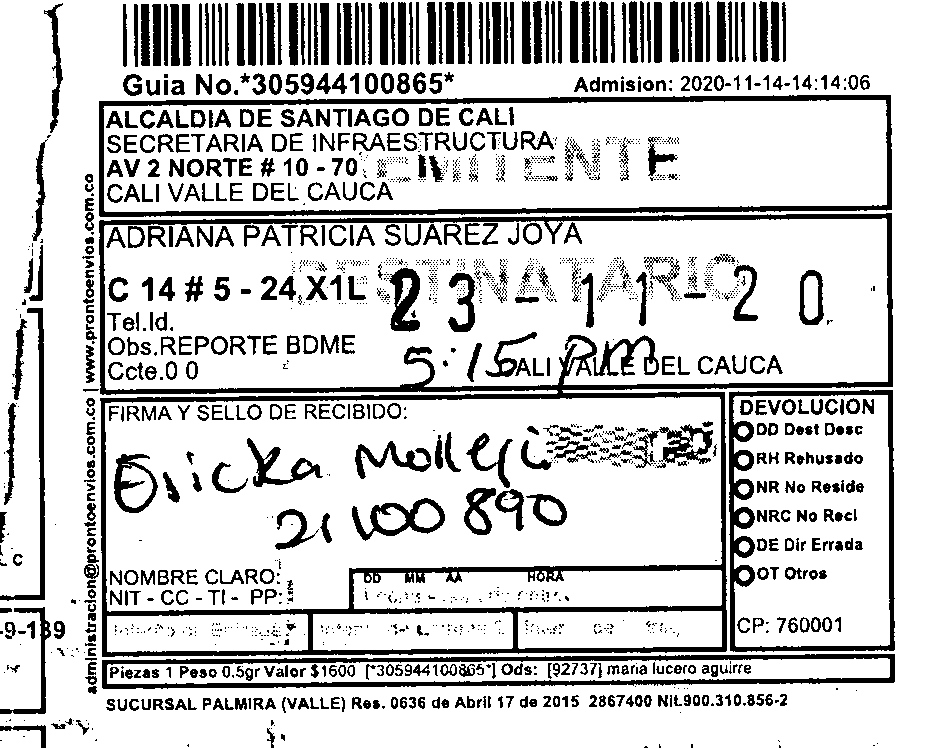 Guia No.*305944100865*
Admision: 2020-11-14-14:14:06
ALCALDIA DE SANTIAGO DE CALI
SECRETARIA DE INFRAESTRUCTURA
AV 2 NORTE # 10 - 70
CALI VALLE DEL CAUCA
ADRIANA PATRICIA SUAREZ JOYA
DESTINATARIO
C 14 # 5 - 24 X1L
23-11-20
Tel.Id.
Obs.REPORTE BDME
Ccte.0 0
5:15 pm
CALI VALLE DEL CAUCA
FIRMA Y SELLO DE RECIBIDO:
Ericka
21100890
NOMBRE CLARO:
NIT - CC - TI - PP:
DD MM AA HORA
DEVOLUCION
DD Dest Desc
RH Rehusado
NR No Reside
NRC No Recl
DE Dir Errada
OT Otros
CP: 760001
Piezas 1 Peso 0.5gr Valor $1600 [*305944100865*] Ods: [92737] maria lucero aguirre
SUCURSAL PALMIRA (VALLE) Res. 0636 de Abril 17 de 2015 2867400 Nit.900.310.856-2
administracion@prontoenvios.com.co | www.prontoenvios.com.co
-9-139